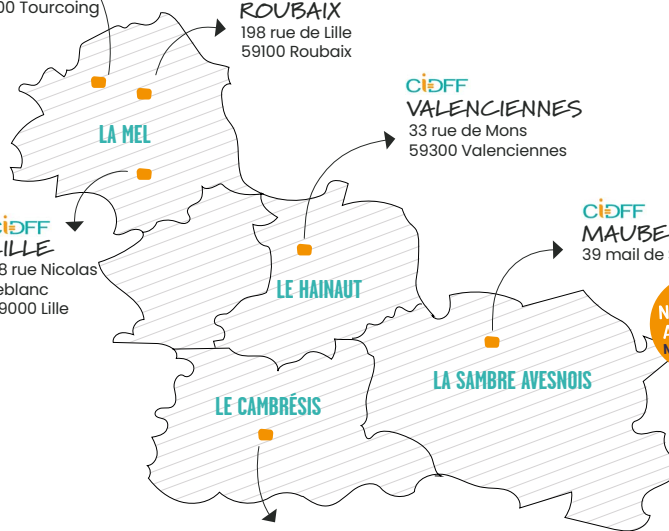 00 Tourcoing
ROUBAIX
198 rue de Lille
59100 Roubaix
CIDFF
VALENCIENNES
33 rue de Mons
59300 Valenciennes
LA MEL
CIDFF
LILLE
8 rue Nicolas
eblanc
9000 Lille
CIDFF
MAUBE
39 mail de
LE HAINAUT
N
A
LA SAMBRE AVESNOIS
LE CAMBRÉSIS